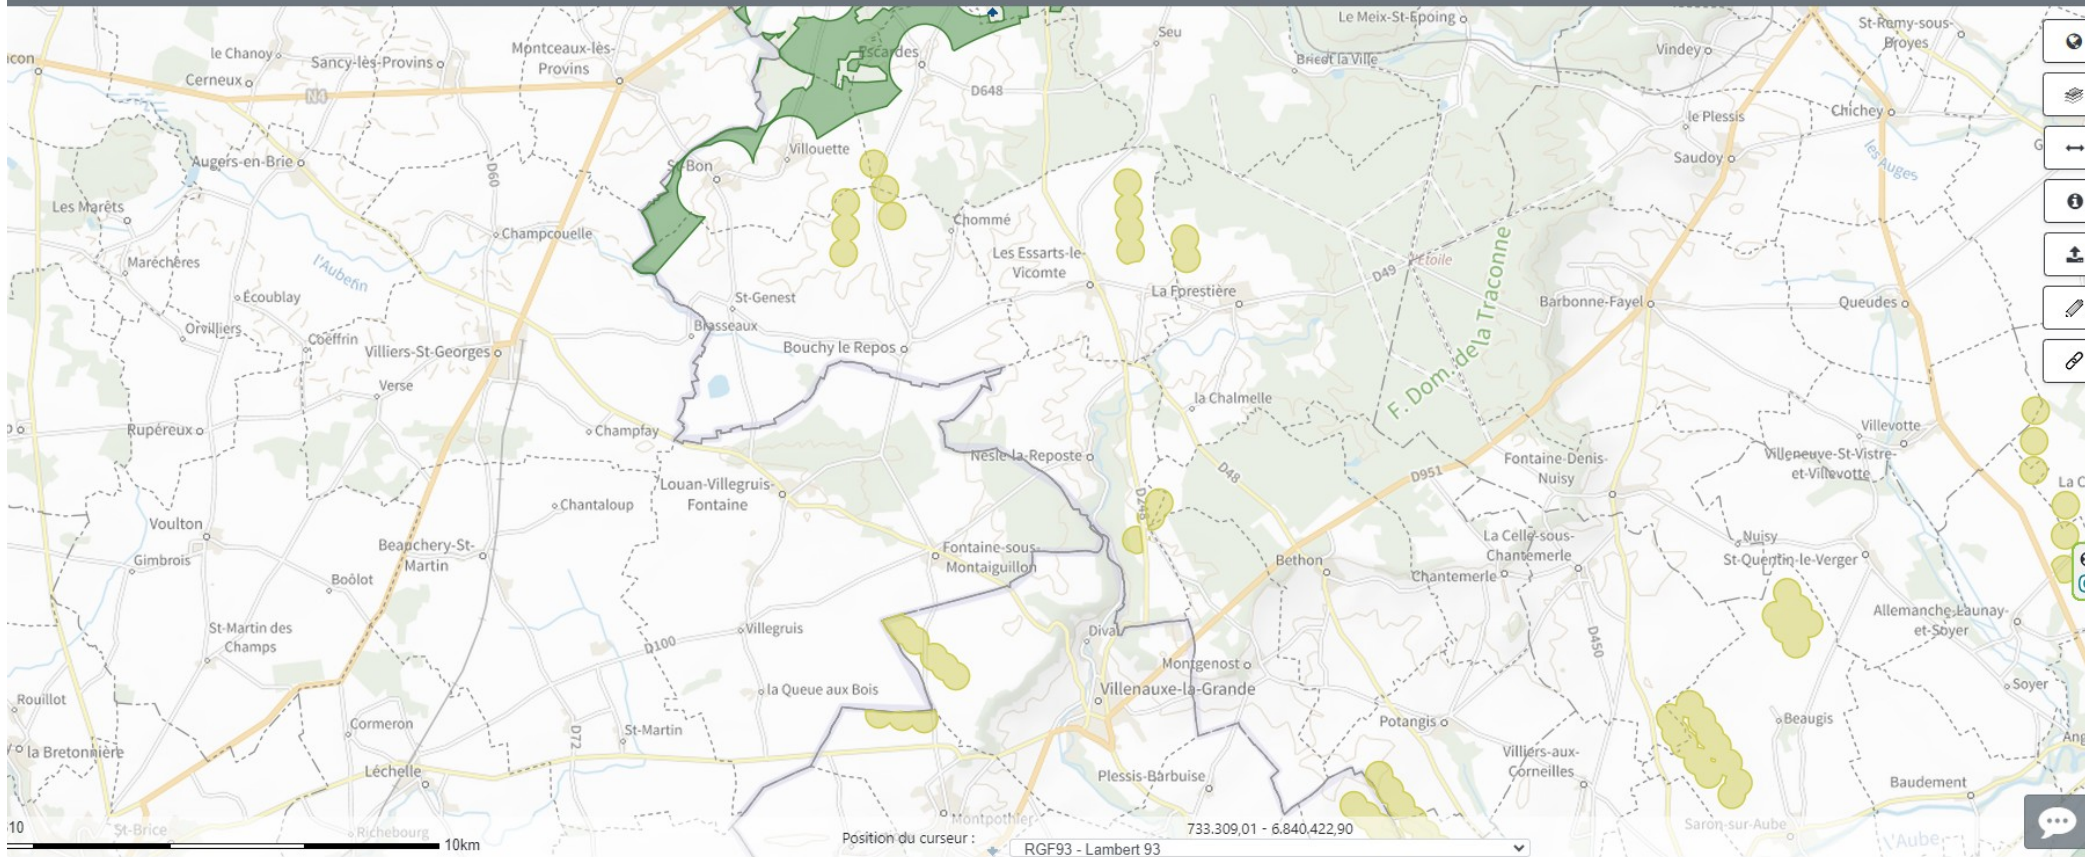 Le Meix-St-Epoing
St-Remy-sous-
Broyes
le Chanoy
Montceaux-lès-
Provins
Escardes
Seu
Vindey
Sancy-lès-Provins
Bricot la Ville
icon
Cerneux
N4
D648
Chichey
le Plessis
Villouette
les Auges
Augers-en-Brie
St-Bon
Saudoy
D60
Les Marêts
Chommé
Champcouelle
Les Essarts-le-
Vicomte
l'Étoile
Maréchères
l'Aubetin
D49
La Forestière
Écoublay
St-Genest
Barbonne-Fayel
Queudes
Orvilliers
Coëffrin
Brasseaux
Villiers-St-Georges
Bouchy le Repos
F. Dom. de la Traconne
Verse
la Chalmelle
Rupéreux
Champfay
Villevotte
Nesle-la-Reposte
D48
D951
Fontaine-Denis-
Nuisy
Villeneuve-St-Vistre-
et-Villevotte
Louan-Villegruis-
Fontaine
La C
Chantaloup
Voulton
Nuisy
Beauchery-St-
Martin
Fontaine-sous-
Montaiguillon
La Celle-sous-
Chantemerle
Gimbrois
Bethon
St-Quentin-le-Verger
Boôlot
Chantemerle
Allemanche-Launay-
et-Soyer
St-Martin des
Champs
Villegruis
Dival
D100
D450
Montgenost
la Queue aux Bois
Villenauxe-la-Grande
Soyer
Rouillot
Cormeron
D72
St-Martin
Potangis
Beaugis
la Bretonnière
Villiers-aux-
Corneilles
Ang
Léchelle
Plessis-Barbuise
Baudement
Montpothier
St-Brice
Richebourg
Saron-sur-Aube
l'Aube
10km
Position du curseur :
733.309,01 - 6.840.422,90
RGF93 - Lambert 93